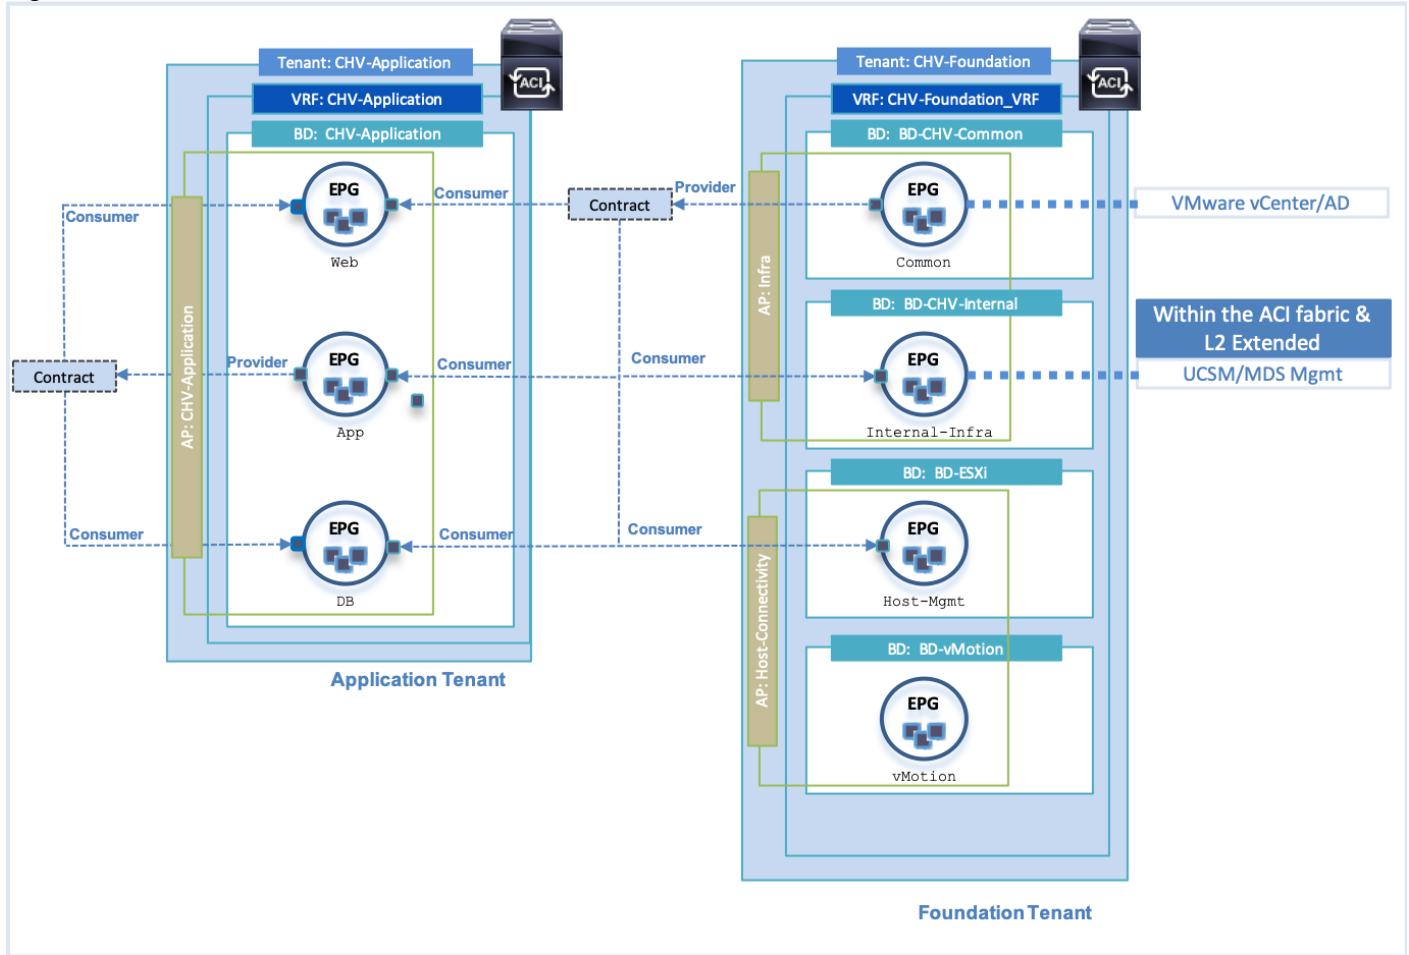 Tenant: CHV-Application
ACI
VRF: CHV-Application
BD: CHV-Application
AP: CHV-Application
EPG
Web
EPG
App
EPG
DB
Consumer
Contract
Provider
Consumer
Consumer
Contract
Provider
Consumer
Consumer
Consumer
Consumer
Application Tenant
Tenant: CHV-Foundation
ACI
VRF: CHV-Foundation_VRF
BD: BD-CHV-Common
AP: Infra
EPG
Common
VMware vCenter/AD
BD: BD-CHV-Internal
EPG
Internal-Infra
Within the ACI fabric &
L2 Extended
UCSM/MDS Mgmt
BD: BD-ESXi
AP: Host-Connectivity
EPG
Host-Mgmt
BD: BD-vMotion
EPG
vMotion
Foundation Tenant